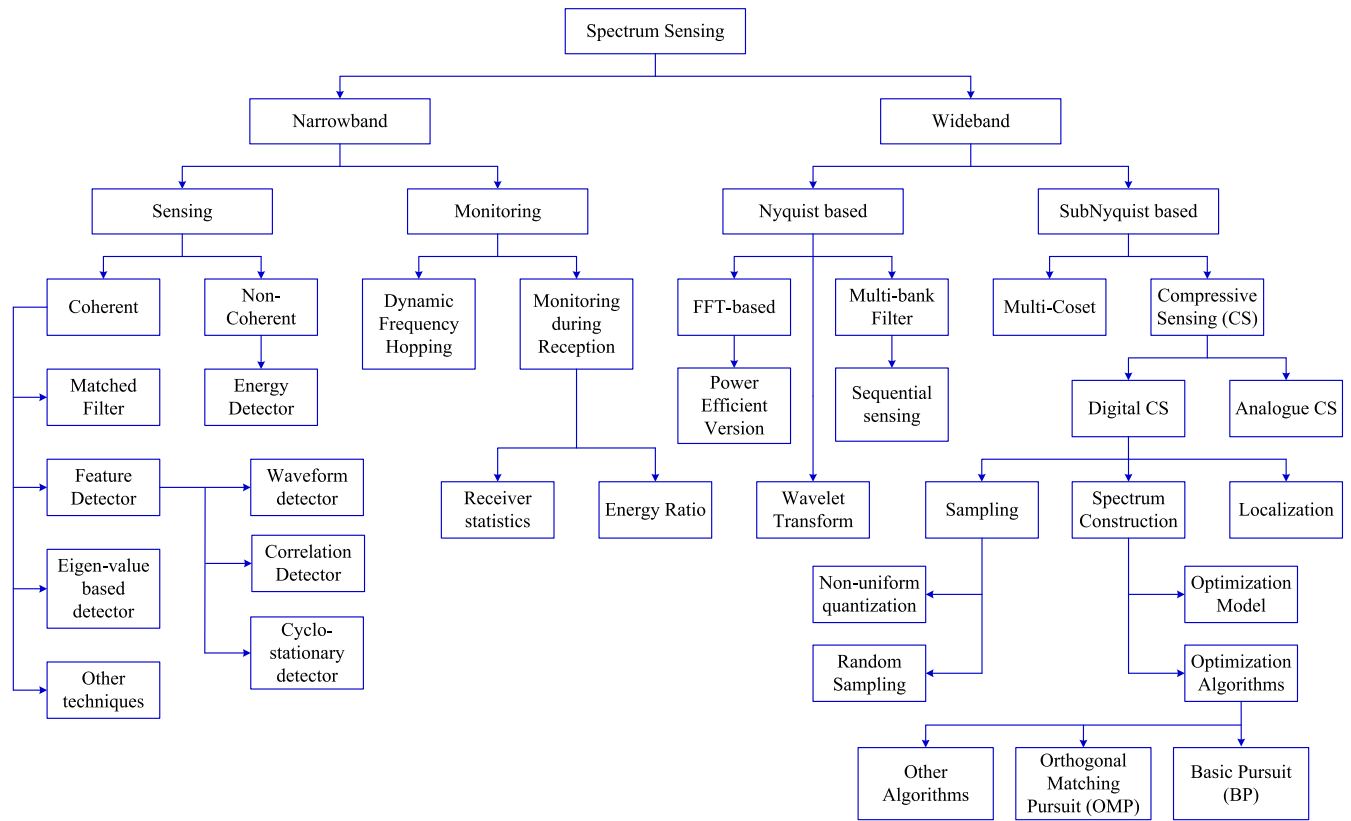 Spectrum Sensing
Narrowband
Wideband
Sensing
Monitoring
Nyquist based
SubNyquist based
Coherent
Non-
Coherent
Dynamic
Frequency
Hopping
Monitoring
during
Reception
FFT-based
Multi-bank
Filter
Multi-Coset
Compressive
Sensing (CS)
Matched
Filter
Energy
Detector
Power
Efficient
Version
Sequential
sensing
Digital CS
Analogue CS
Feature
Detector
Waveform
detector
Receiver
statistics
Energy Ratio
Wavelet
Transform
Sampling
Spectrum
Construction
Localization
Eigen-value
based
detector
Correlation
Detector
Non-uniform
quantization
Optimization
Model
Cyclo-
stationary
detector
Other
techniques
Random
Sampling
Optimization
Algorithms
Other
Algorithms
Orthogonal
Matching
Pursuit (OMP)
Basic Pursuit
(BP)